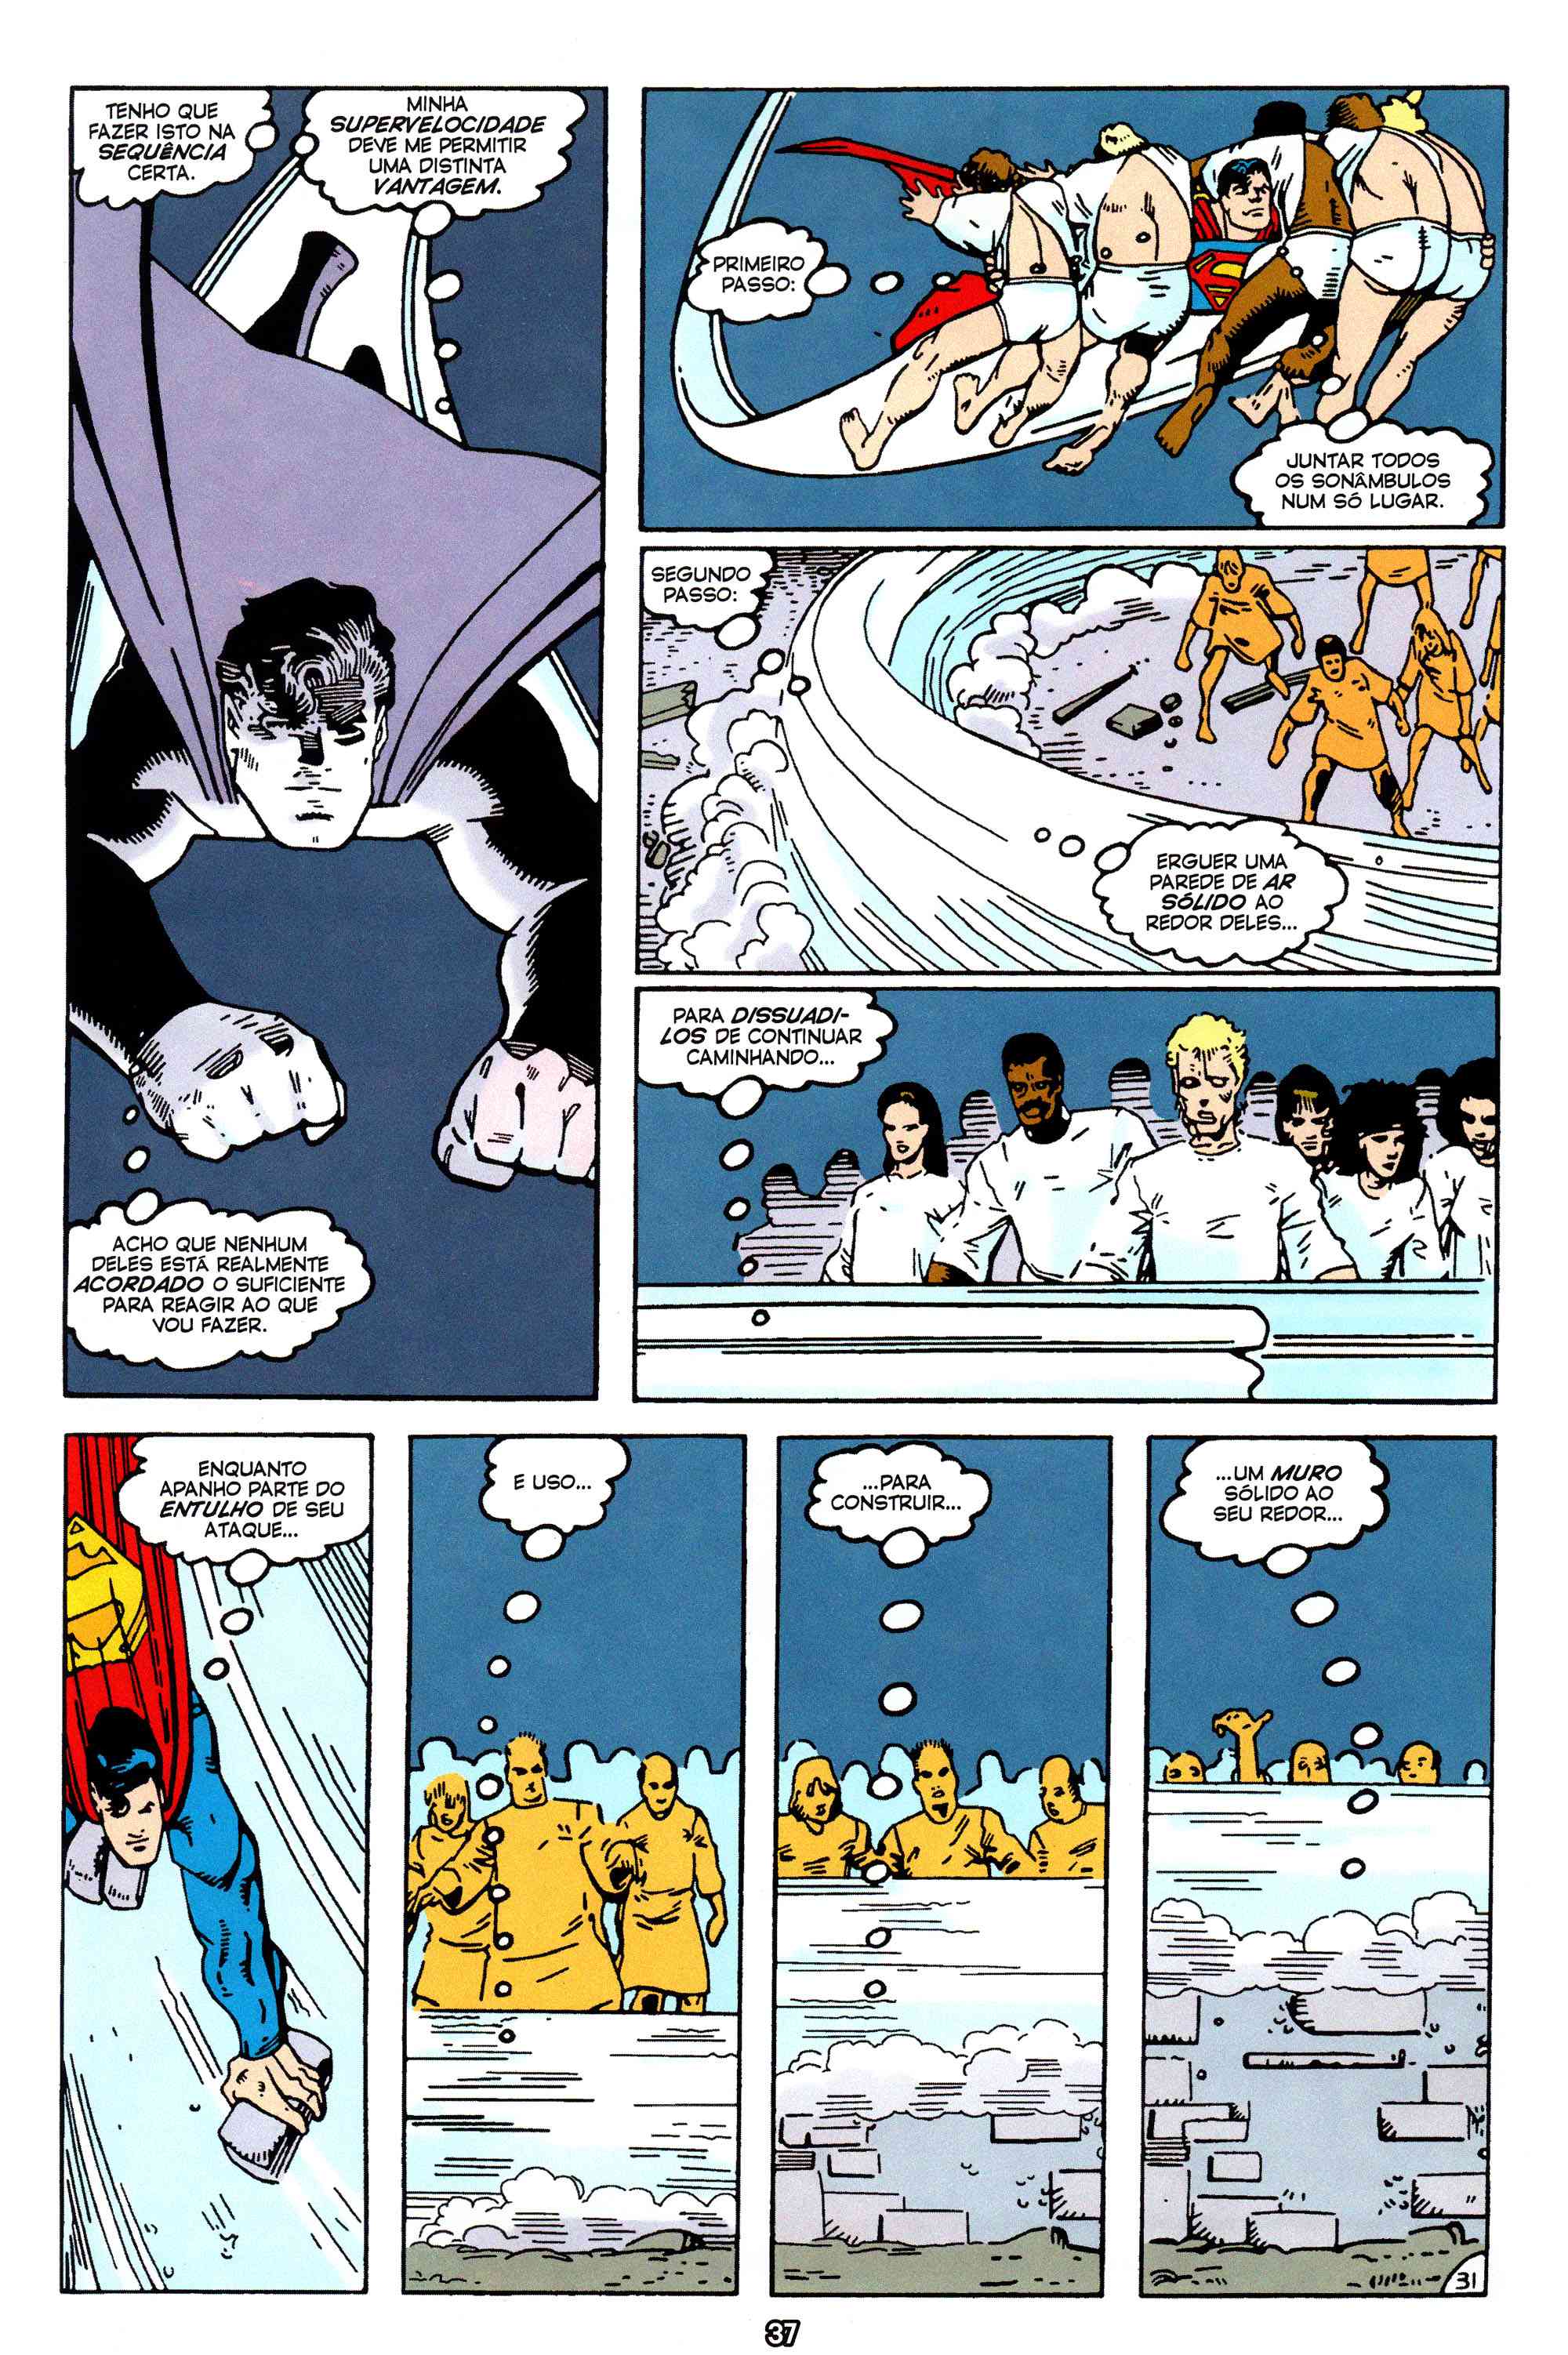 TENHO QUE
FAZER ISTO NA
SEQUÊNCIA
CERTA.
MINHA
SUPERVELOCIDADE
DEVE ME PERMITIR
UMA DISTINTA
VANTAGEM.
ACHO QUE NENHUM
DELES ESTÁ REALMENTE
ACORDADO O SUFICIENTE
PARA REAGIR AO QUE
VOU FAZER.
PRIMEIRO
PASSO:
JUNTAR TODOS
OS SONÂMBULOS
NUM SÓ LUGAR.
SEGUNDO
PASSO:
ERGUER UMA
PAREDE DE AR
SÓLIDO AO
REDOR DELES...
PARA DISSUADI-
LOS DE CONTINUAR
CAMINHANDO...
ENQUANTO
APANHO PARTE DO
ENTULHO DE SEU
ATAQUE...
E USO...
...PARA
CONSTRUIR...
...UM MURO
SÓLIDO AO
SEU REDOR...
31
37